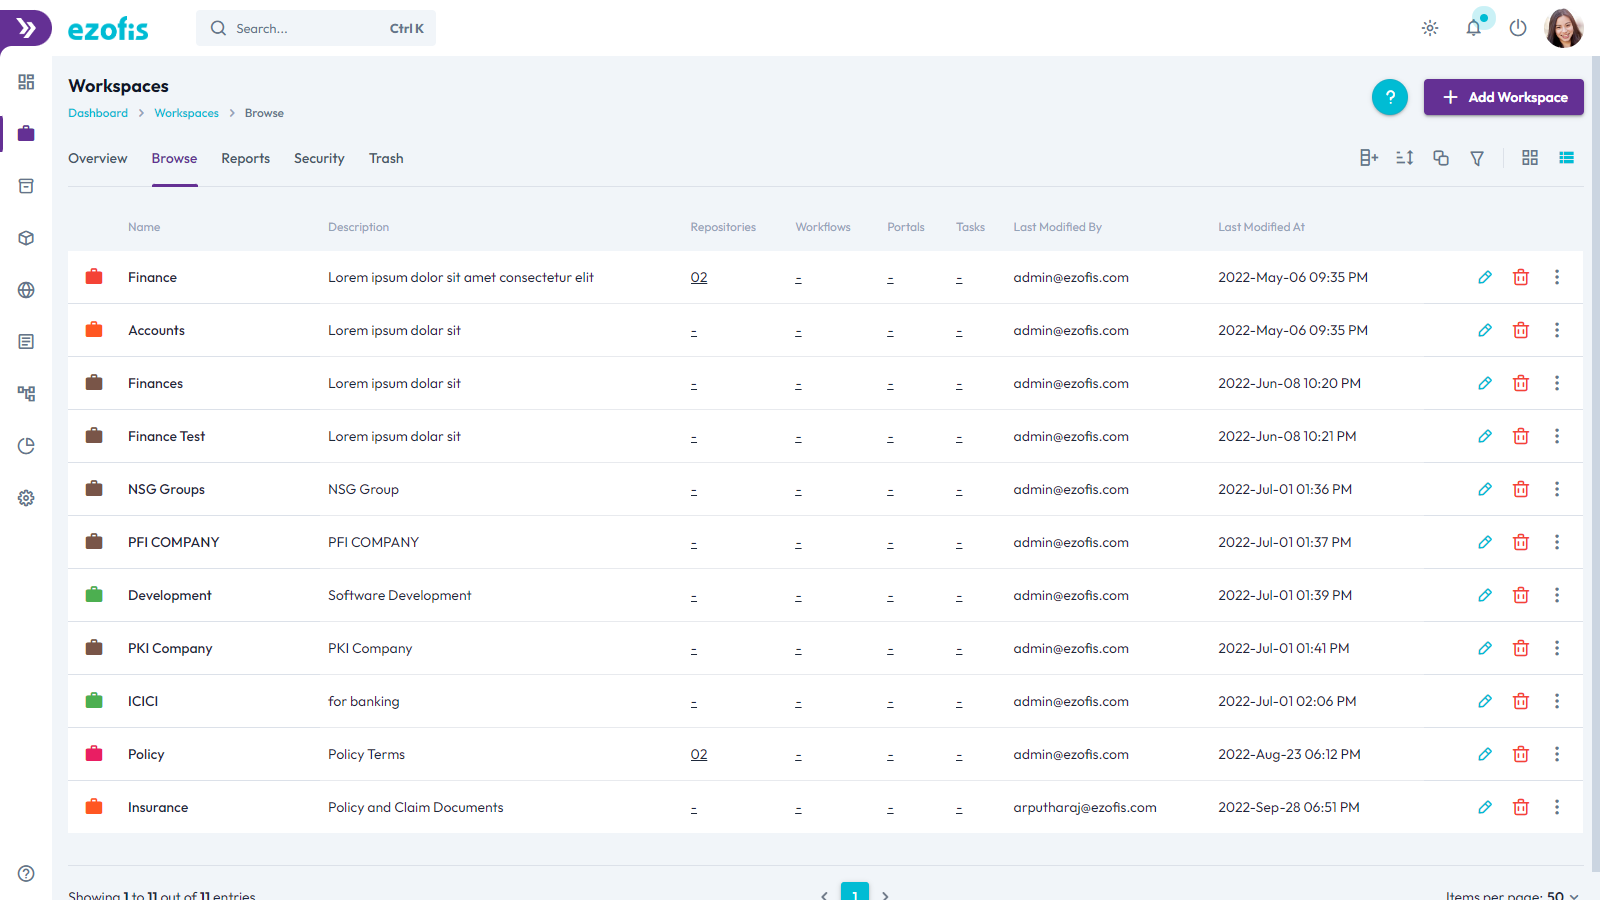 ezofis
Search...
Ctrl K
Workspaces
Dashboard > Workspaces > Browse
?
+ Add Workspace
Overview Browse Reports Security Trash
Name Description Repositories Workflows Portals Tasks Last Modified By Last Modified At
Finance Lorem ipsum dolor sit amet consectetur elit 02 - - - admin@ezofis.com 2022-May-06 09:35 PM
Accounts Lorem ipsum dolar sit - - - - admin@ezofis.com 2022-May-06 09:35 PM
Finances Lorem ipsum dolar sit - - - - admin@ezofis.com 2022-Jun-08 10:20 PM
Finance Test Lorem ipsum dolar sit - - - - admin@ezofis.com 2022-Jun-08 10:21 PM
NSG Groups NSG Group - - - - admin@ezofis.com 2022-Jul-01 01:36 PM
PFI COMPANY PFI COMPANY - - - - admin@ezofis.com 2022-Jul-01 01:37 PM
Development Software Development - - - - admin@ezofis.com 2022-Jul-01 01:39 PM
PKI Company PKI Company - - - - admin@ezofis.com 2022-Jul-01 01:41 PM
ICICI for banking - - - - admin@ezofis.com 2022-Jul-01 02:06 PM
Policy Policy Terms 02 - - - admin@ezofis.com 2022-Aug-23 06:12 PM
Insurance Policy and Claim Documents - - - - arputharaj@ezofis.com 2022-Sep-28 06:51 PM
Showing 1 to 11 out of 11 entries
1
Items per page: 50